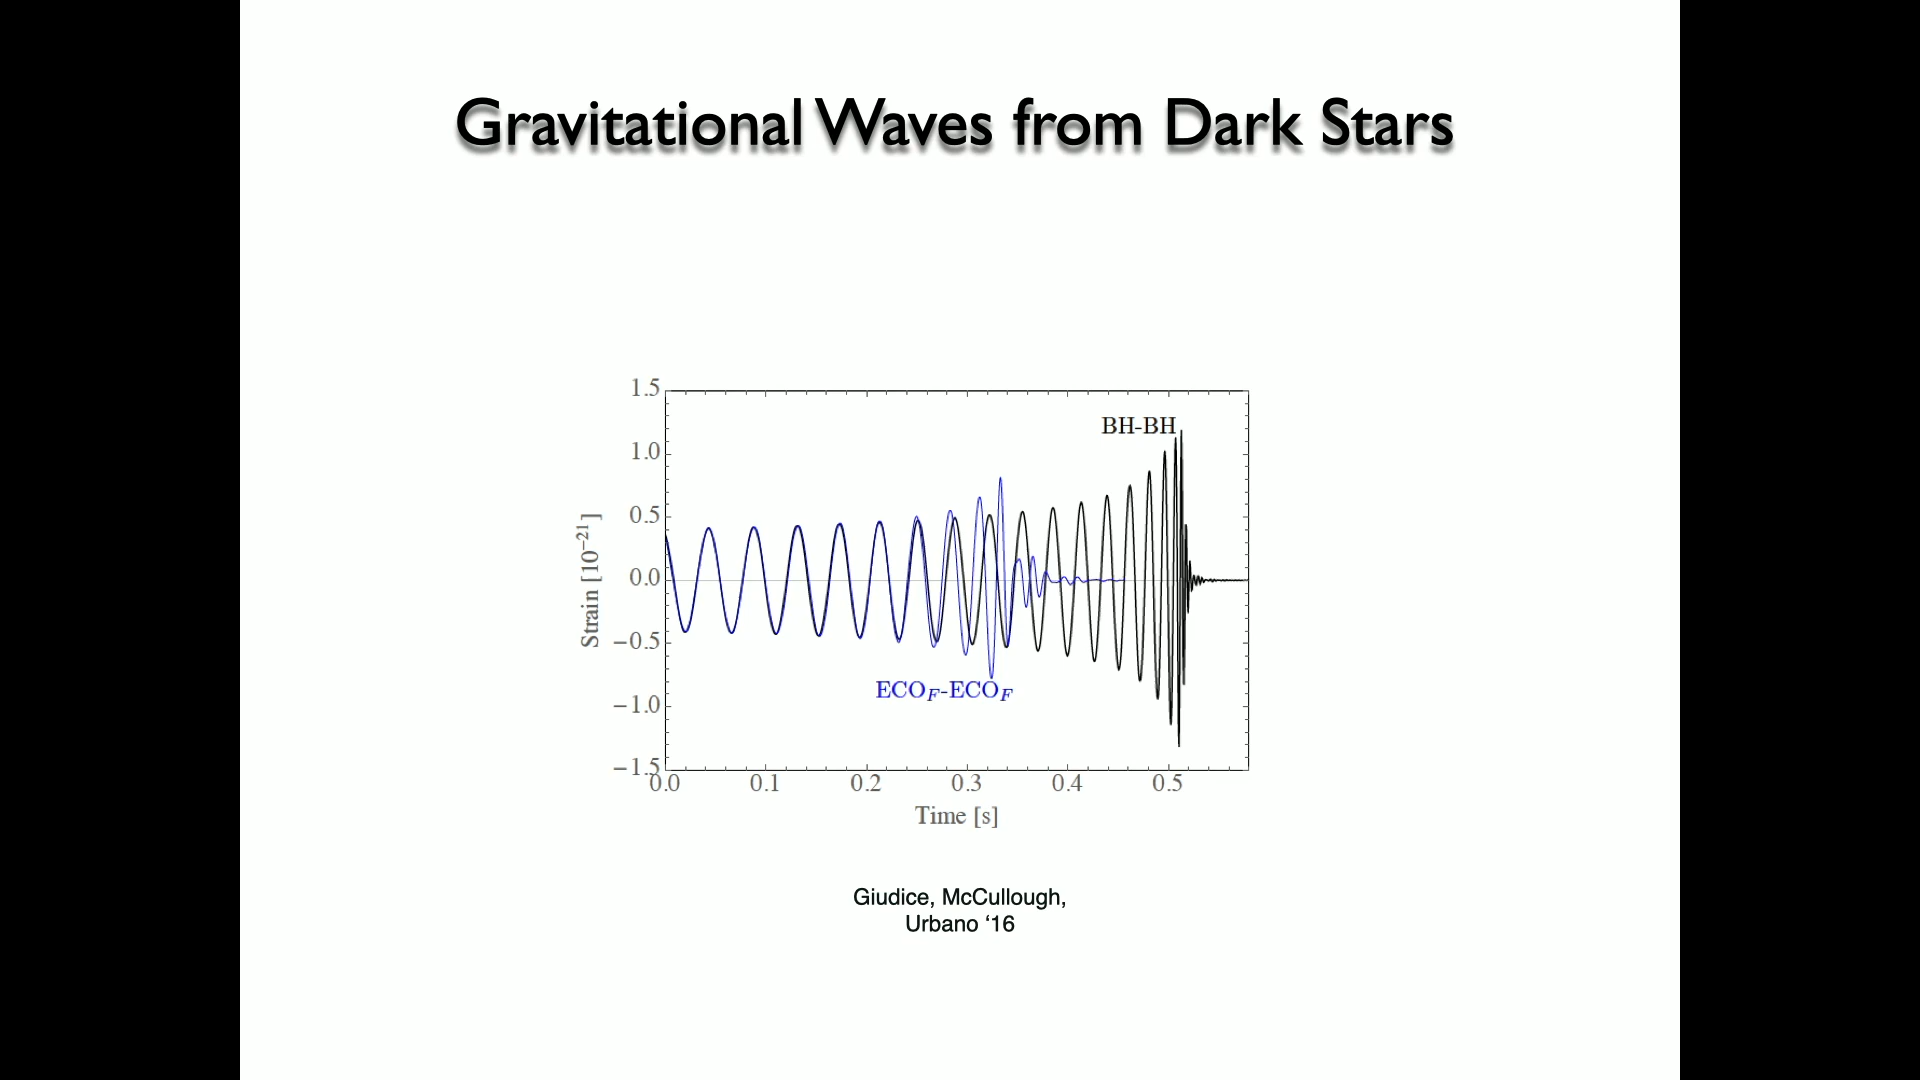 Gravitational Waves from Dark Stars
1.5
1.0
0.5
0.0
−0.5
−1.0
−1.5
Strain [10⁻²¹]
BH-BH
ECO_F-ECO_F
0.0 0.1 0.2 0.3 0.4 0.5
Time [s]
Giudice, McCullough,
Urbano ‘16